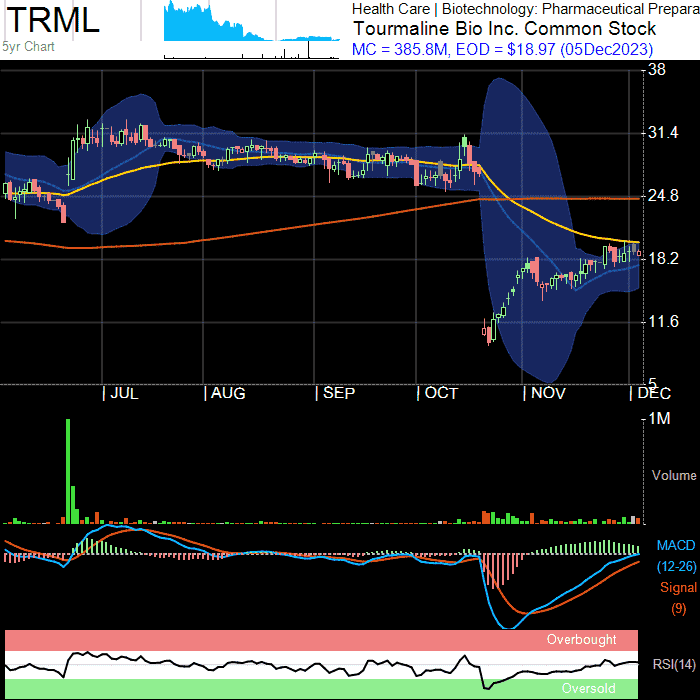 TRML
5yr Chart
Health Care | Biotechnology: Pharmaceutical Prepara
Tourmaline Bio Inc. Common Stock
MC = 385.8M, EOD = $18.97 (05Dec2023)
38
31.4
24.8
18.2
11.6
5
| JUL | AUG | SEP | OCT | NOV | DEC
1M
Volume
MACD
(12-26)
Signal
(9)
Overbought
RSI(14)
Oversold